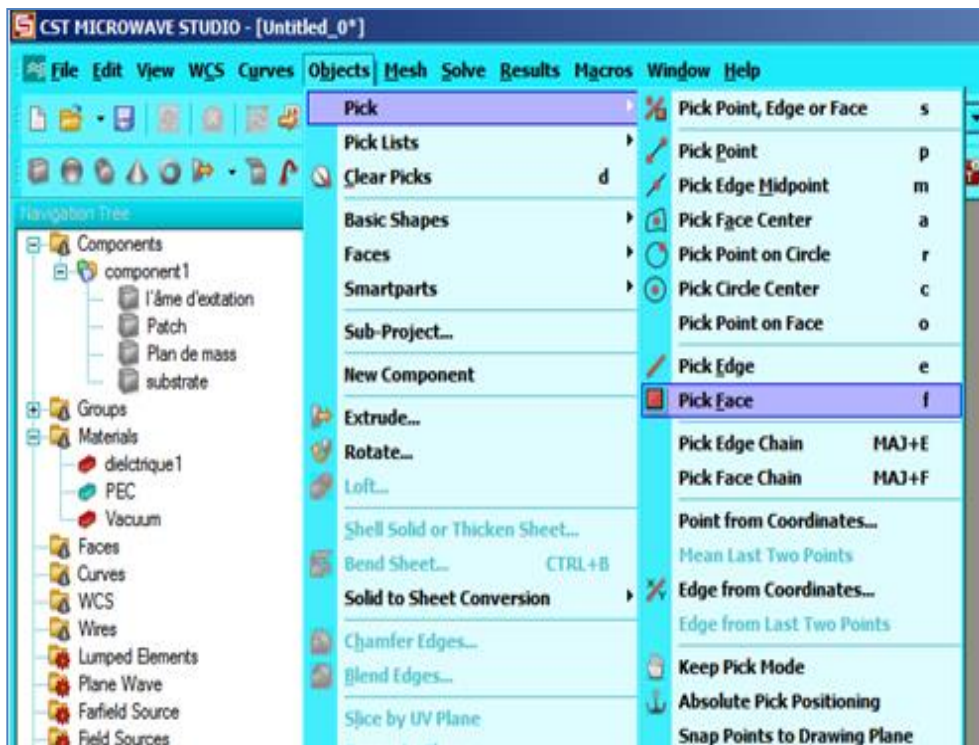 CST MICROWAVE STUDIO - [Untitled_0*]
File Edit View WCS Curves Objects Mesh Solve Results Macros Window Help
Navigation Tree
Components
component1
l'âme d'exitation
Patch
Plan de mass
substrate
Groups
Materials
dielctrique1
PEC
Vacuum
Faces
Curves
WCS
Wires
Lumped Elements
Plane Wave
Farfield Source
Field Sources
Pick
Pick Lists
Clear Picks d
Basic Shapes
Faces
Smartparts
Sub-Project...
New Component
Extrude...
Rotate...
Loft...
Shell Solid or Thicken Sheet...
Bend Sheet... CTRL+B
Solid to Sheet Conversion
Chamfer Edges...
Blend Edges...
Slice by UV Plane
Pick Point, Edge or Face s
Pick Point p
Pick Edge Midpoint m
Pick Face Center a
Pick Point on Circle r
Pick Circle Center c
Pick Point on Face o
Pick Edge e
Pick Face f
Pick Edge Chain MAJ+E
Pick Face Chain MAJ+F
Point from Coordinates...
Mean Last Two Points
Edge from Coordinates...
Edge from Last Two Points
Keep Pick Mode
Absolute Pick Positioning
Snap Points to Drawing Plane